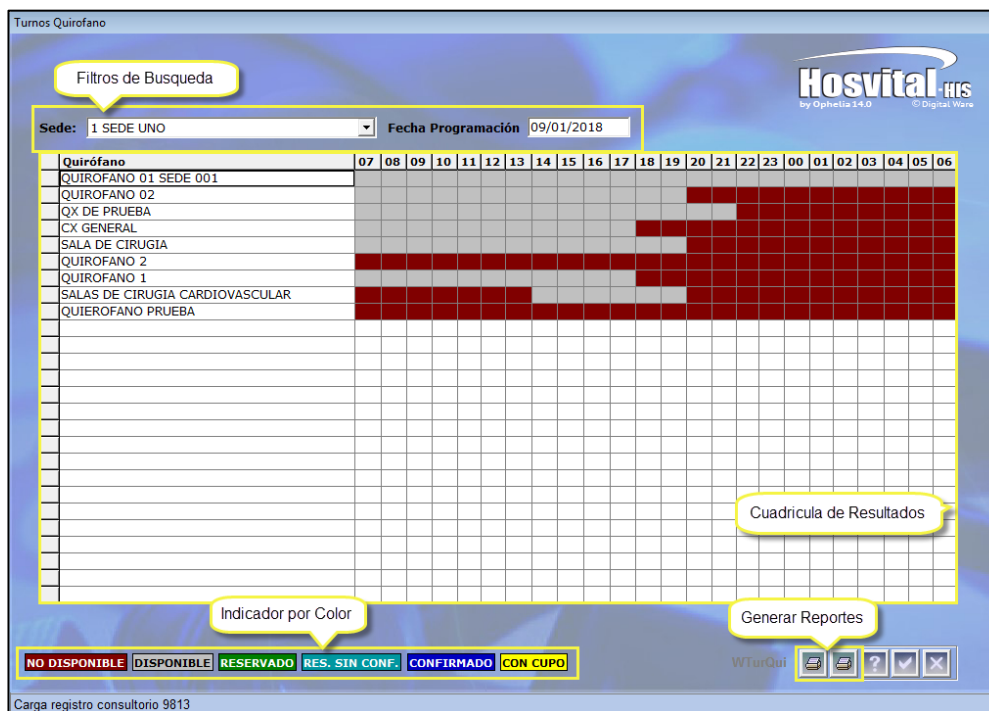 Turnos Quirofano
Filtros de Busqueda
Hosvital-HIS
by Ophelia14.0 © Digital Ware
Sede: 1 SEDE UNO Fecha Programación 09/01/2018
Quirófano 07 08 09 10 11 12 13 14 15 16 17 18 19 20 21 22 23 00 01 02 03 04 05 06
QUIROFANO 01 SEDE 001
QUIROFANO 02
QX DE PRUEBA
CX GENERAL
SALA DE CIRUGIA
QUIROFANO 2
QUIROFANO 1
SALAS DE CIRUGIA CARDIOVASCULAR
QUIEROFANO PRUEBA
Cuadricula de Resultados
Indicador por Color
Generar Reportes
NO DISPONIBLE DISPONIBLE RESERVADO RES. SIN CONF. CONFIRMADO CON CUPO
WTurQui ?
Carga registro consultorio 9813